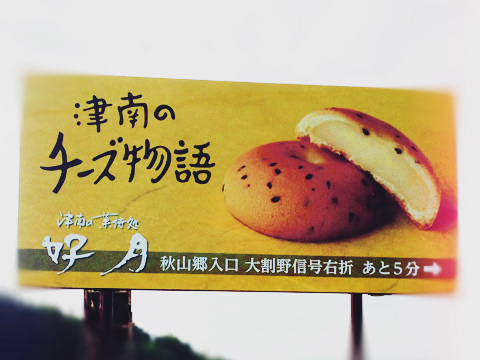 津南の
チーズ物語
津南の菓待処
好月
秋山郷入口 大割野信号右折 あと5分➡